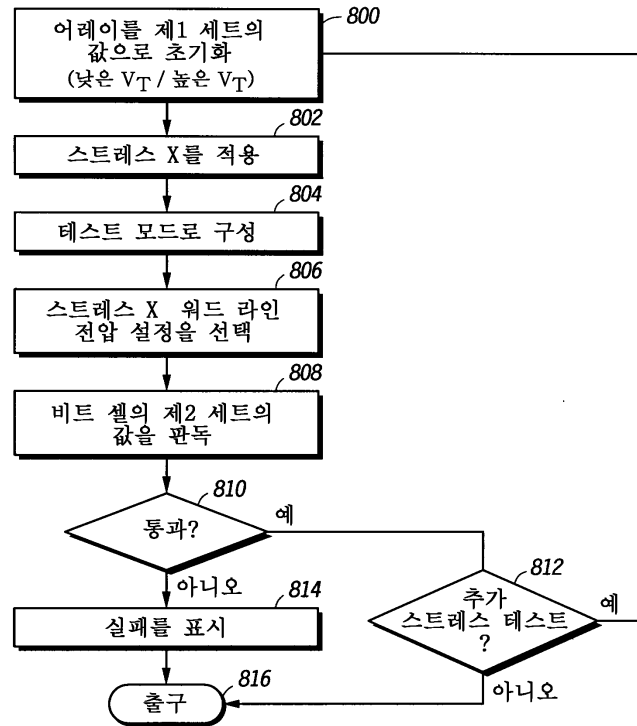 800
어레이를 제1 세트의
값으로 초기화
(낮은 VT / 높은 VT)
802
스트레스 X를 적용
804
테스트 모드로 구성
806
스트레스 X 워드 라인
전압 설정을 선택
808
비트 셀의 제2 세트의
값을 판독
810
통과?
예
아니오
812
추가
스트레스 테스트
?
예
아니오
814
실패를 표시
816
출구